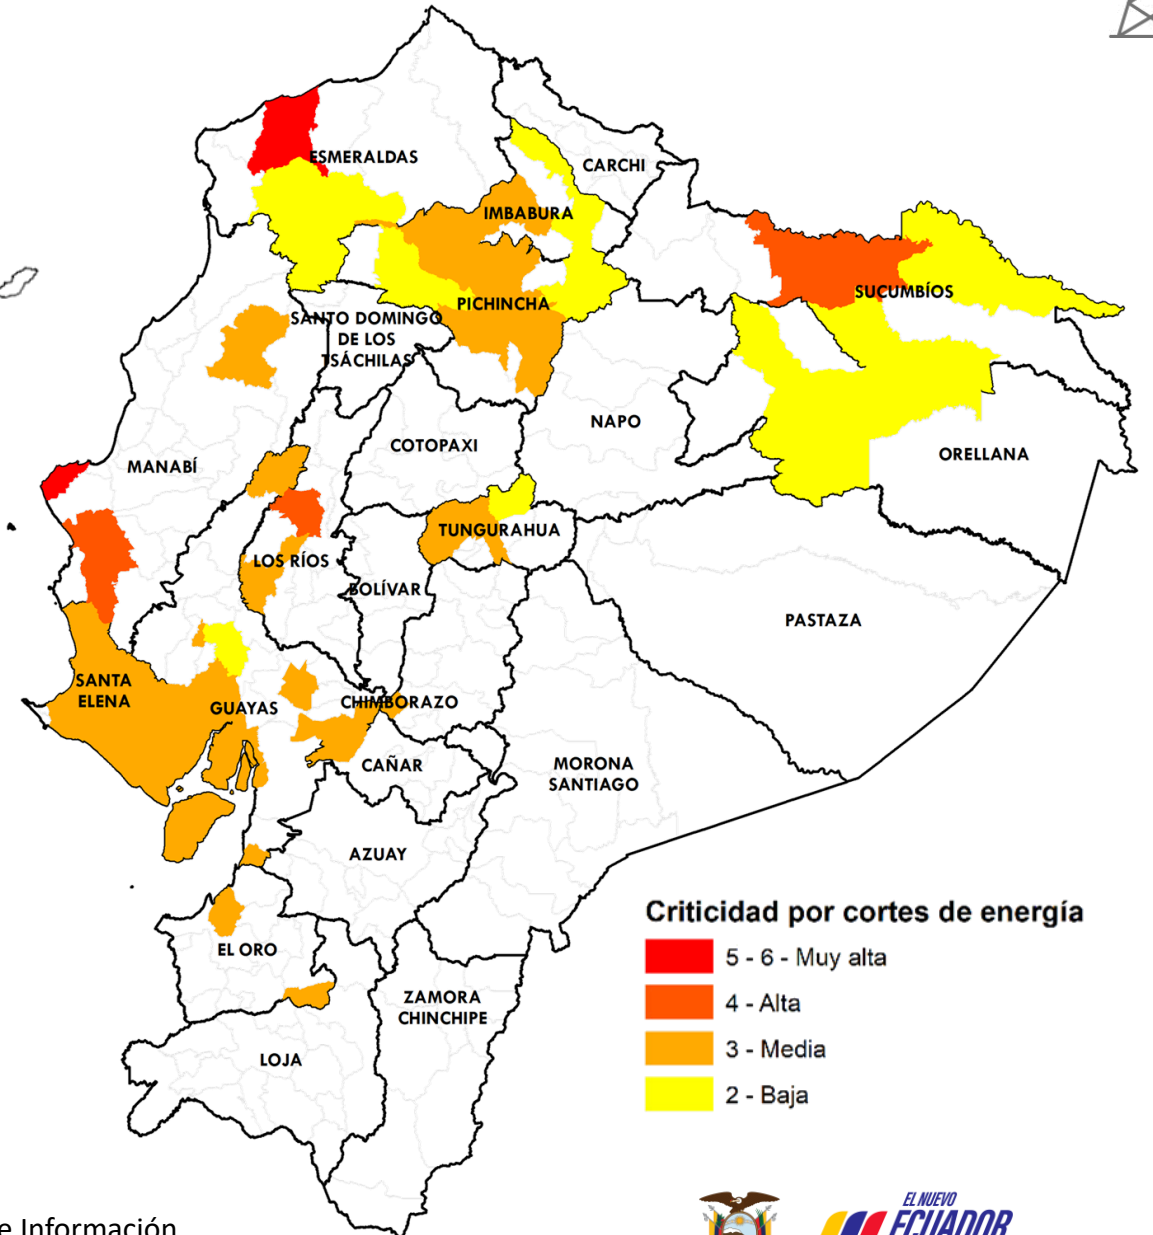 ESMERALDAS
CARCHI
IMBABURA
SUCUMBÍOS
PICHINCHA
SANTO DOMINGO
DE LOS
TSÁCHILAS
NAPO
COTOPAXI
ORELLANA
MANABÍ
TUNGURAHUA
LOS RÍOS
BOLÍVAR
PASTAZA
SANTA
ELENA
GUAYAS
CHIMBORAZO
CAÑAR
MORONA
SANTIAGO
AZUAY
EL ORO
ZAMORA
CHINCHIPE
LOJA
Criticidad por cortes de energía
5 - 6 - Muy alta
4 - Alta
3 - Media
2 - Baja
e Información
EL NUEVO
ECUADOR